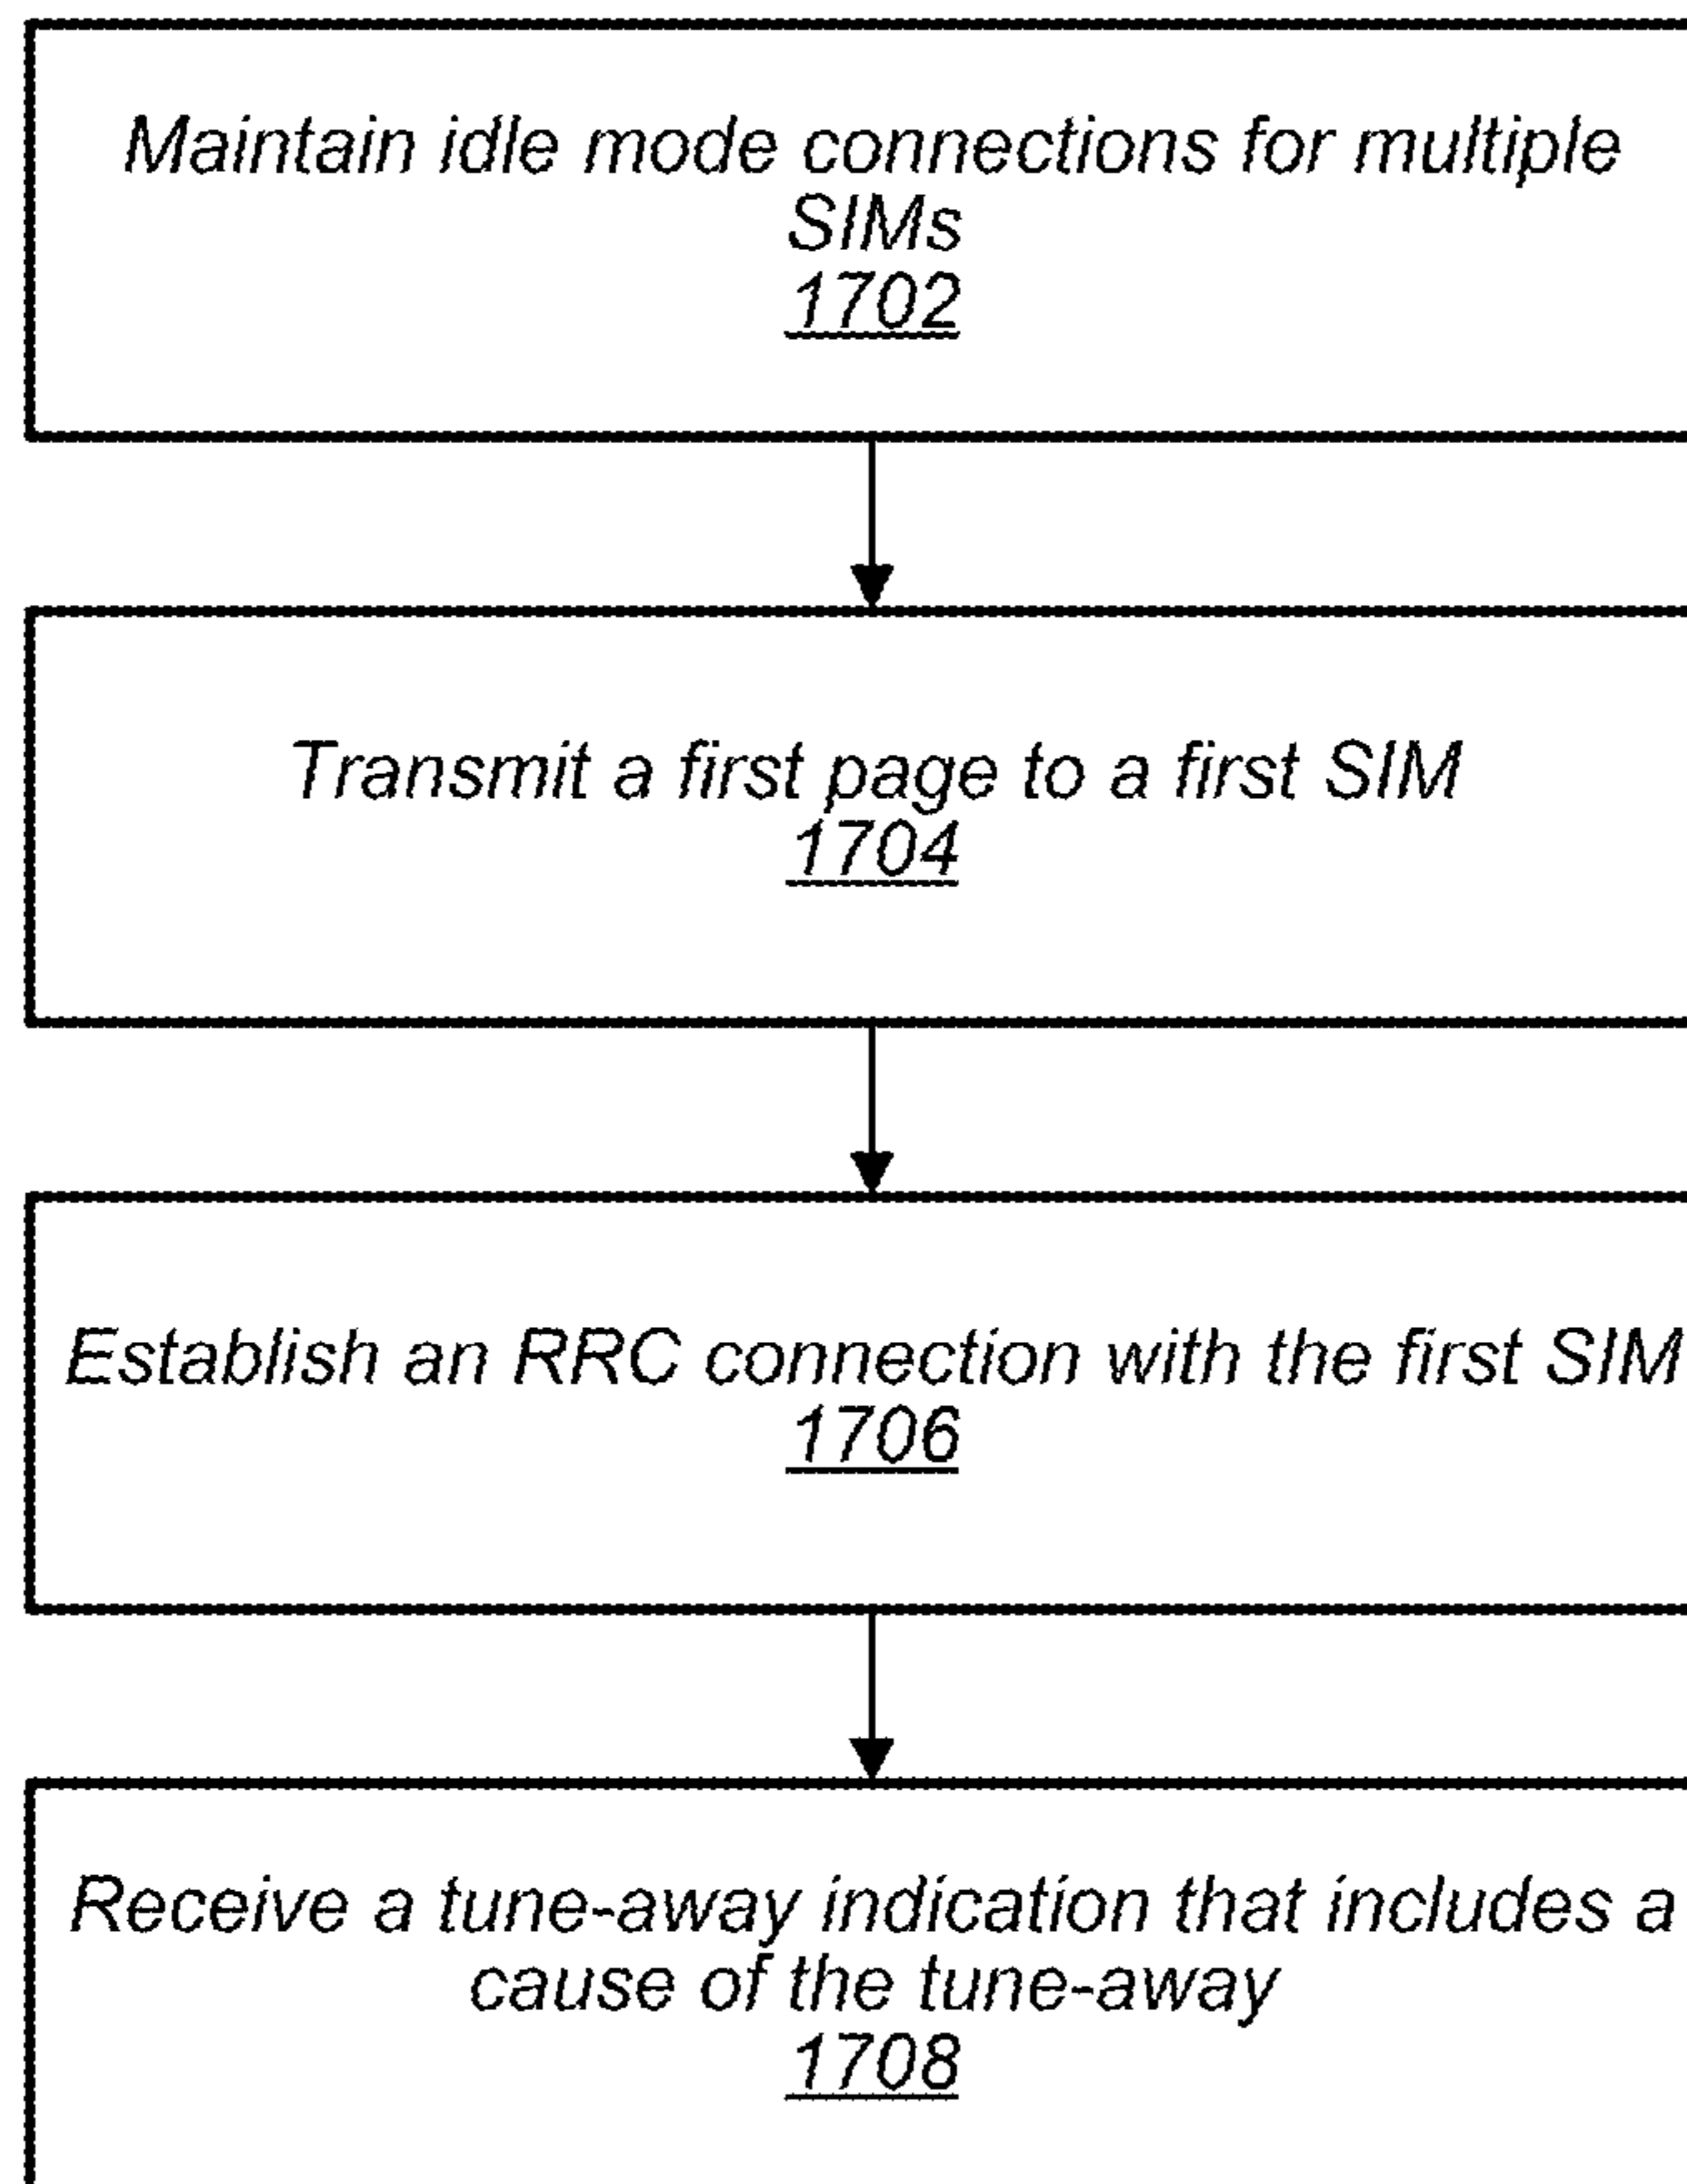 Maintain idle mode connections for multiple
SIMs
1702
Transmit a first page to a first SIM
1704
Establish an RRC connection with the first SIM
1706
Receive a tune-away indication that includes a
cause of the tune-away
1708